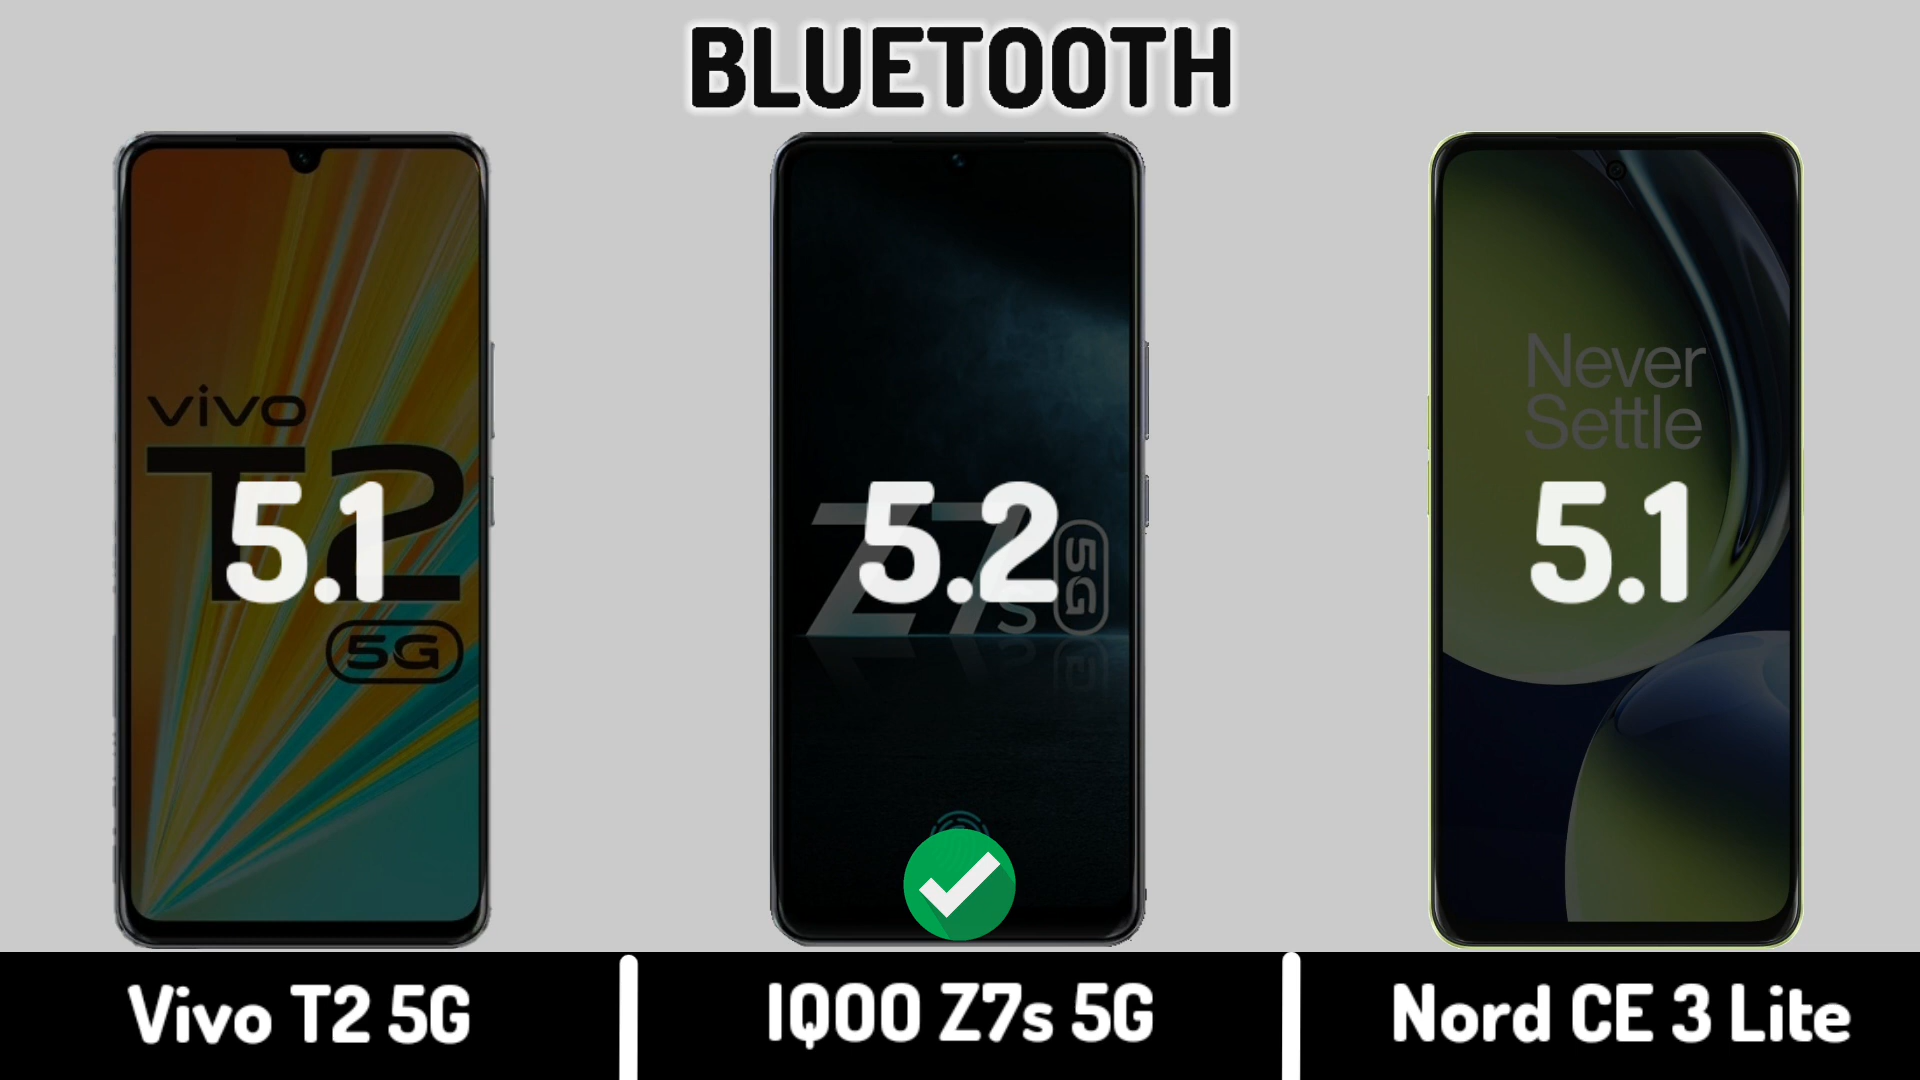 BLUETOOTH
vivo
T2
5G
5.1
Z7s 5G
5.2
Never
Settle
5.1
Vivo T2 5G
IQOO Z7s 5G
Nord CE 3 Lite